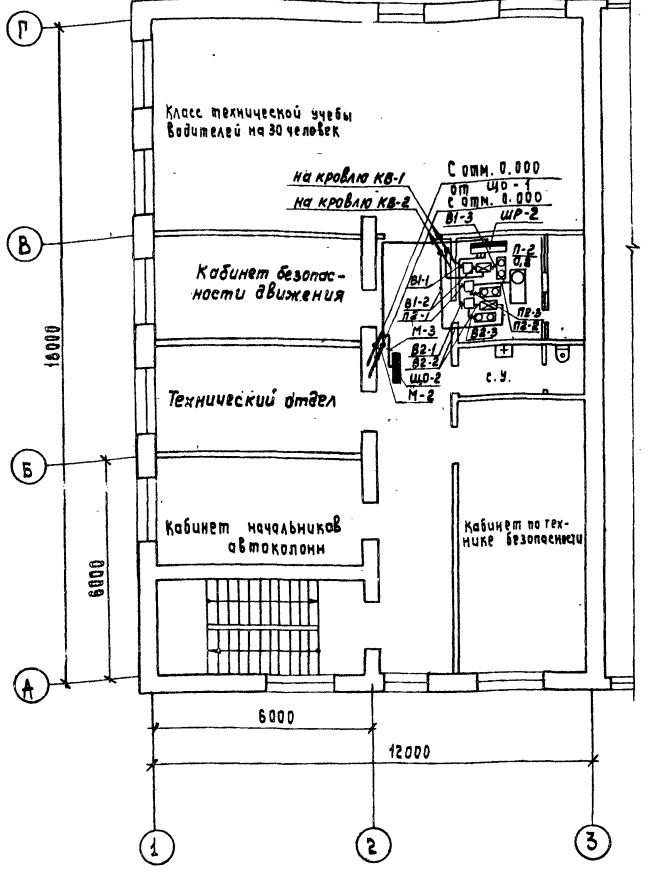 Г
Класс технической учебы
водителей на 30 человек
на кровлю КВ-1
на кровлю КВ-2
С отм. 0.000
от ЩО-1
с отм. 0.000
В1-3
ШР-2
В
Кабинет безопас-
ности движения
В1-1
П-2
0,8
В1-2
П2-1
П2-3
П2-2
М-3
В2-3
В2-1
В2-2
ЩО-2
М-2
с.у.
18000
Технический отдел
Б
Кабинет начальников
автоколонн
Кабинет по тех-
нике безопасности
6000
А
6000
12000
1
2
3